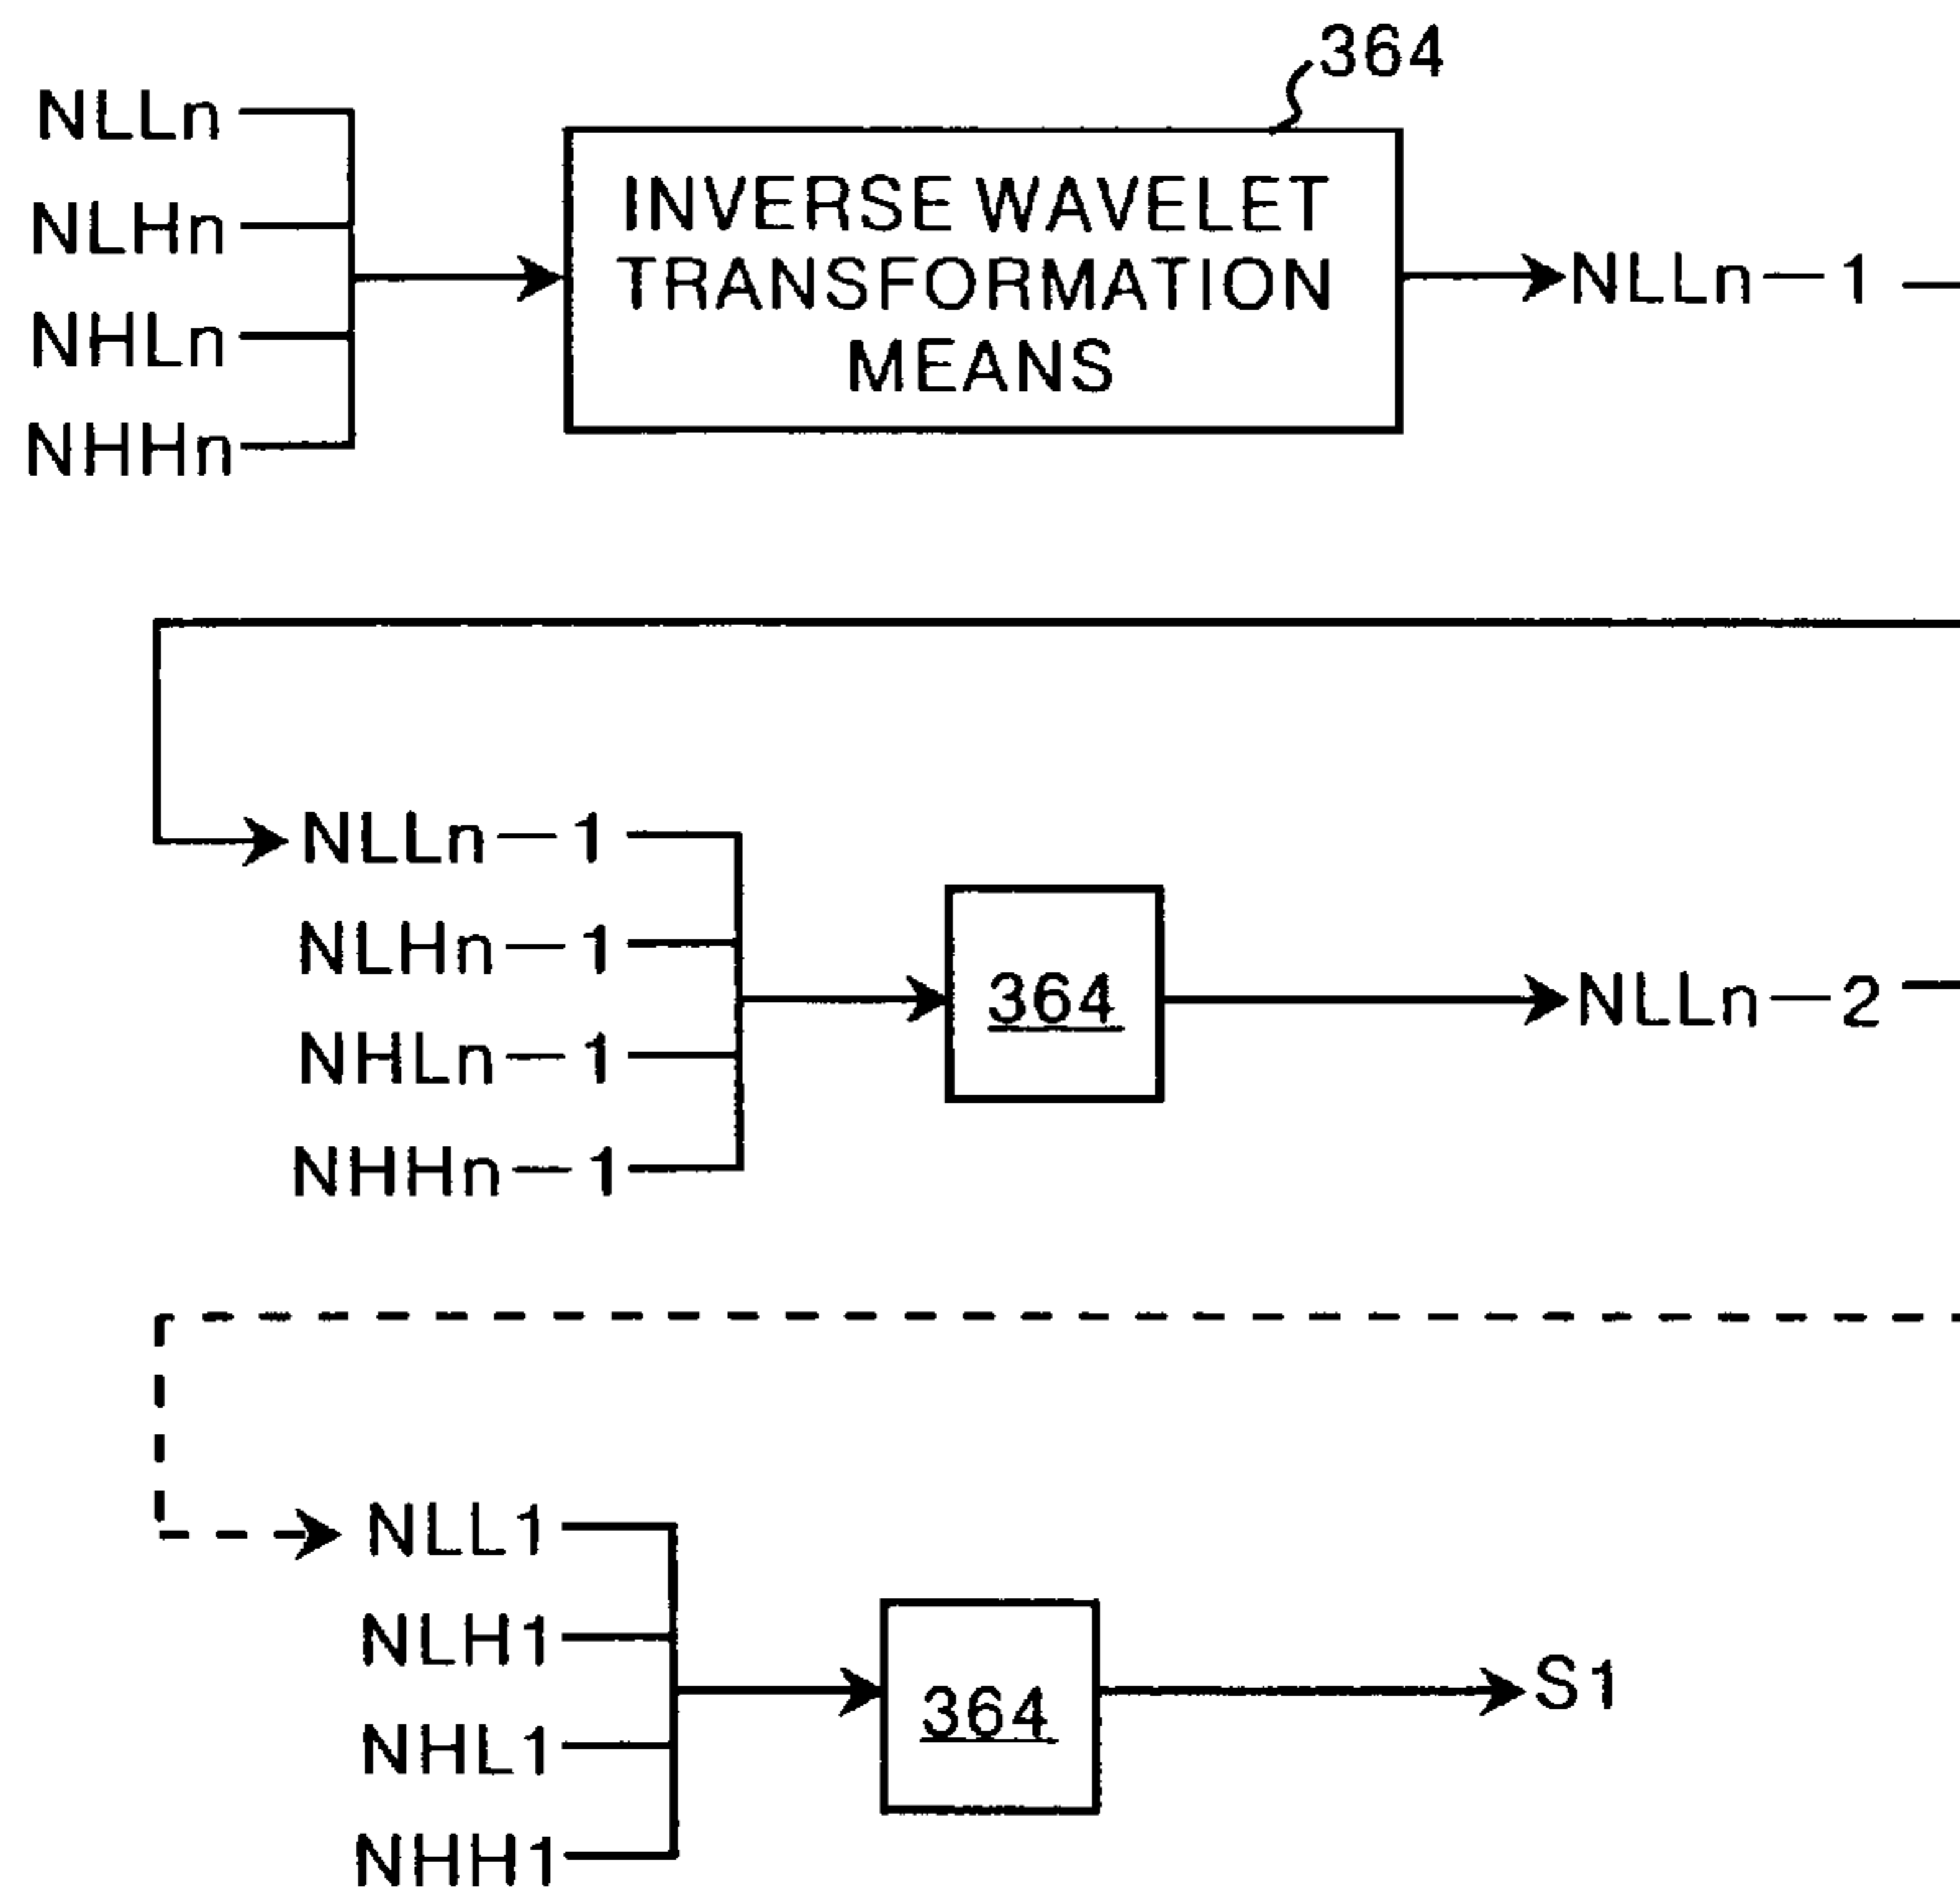 364
NLLn
NLHn
NHLn
NHHn
INVERSE WAVELET
TRANSFORMATION
MEANS
NLLn-1
NLLn-1
NLHn-1
NHLn-1
NHHn-1
364
NLLn-2
NLL1
NLH1
NHL1
NHH1
364
S1